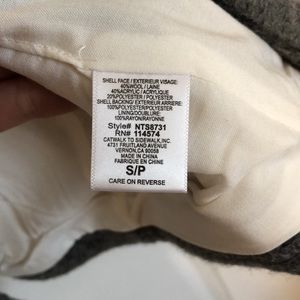 SHELL FACE / EXTERIEUR VISAGE:
40%WOOL / LAINE
40%ACRYLIC / ACRYLIQUE
20%POLYESTER / POLYESTER
SHELL BACKING/ EXTERIEUR ARRIERE:
100%POLYESTER/POLYESTER
LINING/DOUBLURE:
100%RAYON/RAYONNE
Style# NTS8731
RN# 114574
CATWALK TO SIDEWALK,INC.
4731 FRUITLAND AVENUE
VERNON,CA 90058
MADE IN CHINA
FABRIQUÉ EN CHINE
S/P
CARE ON REVERSE